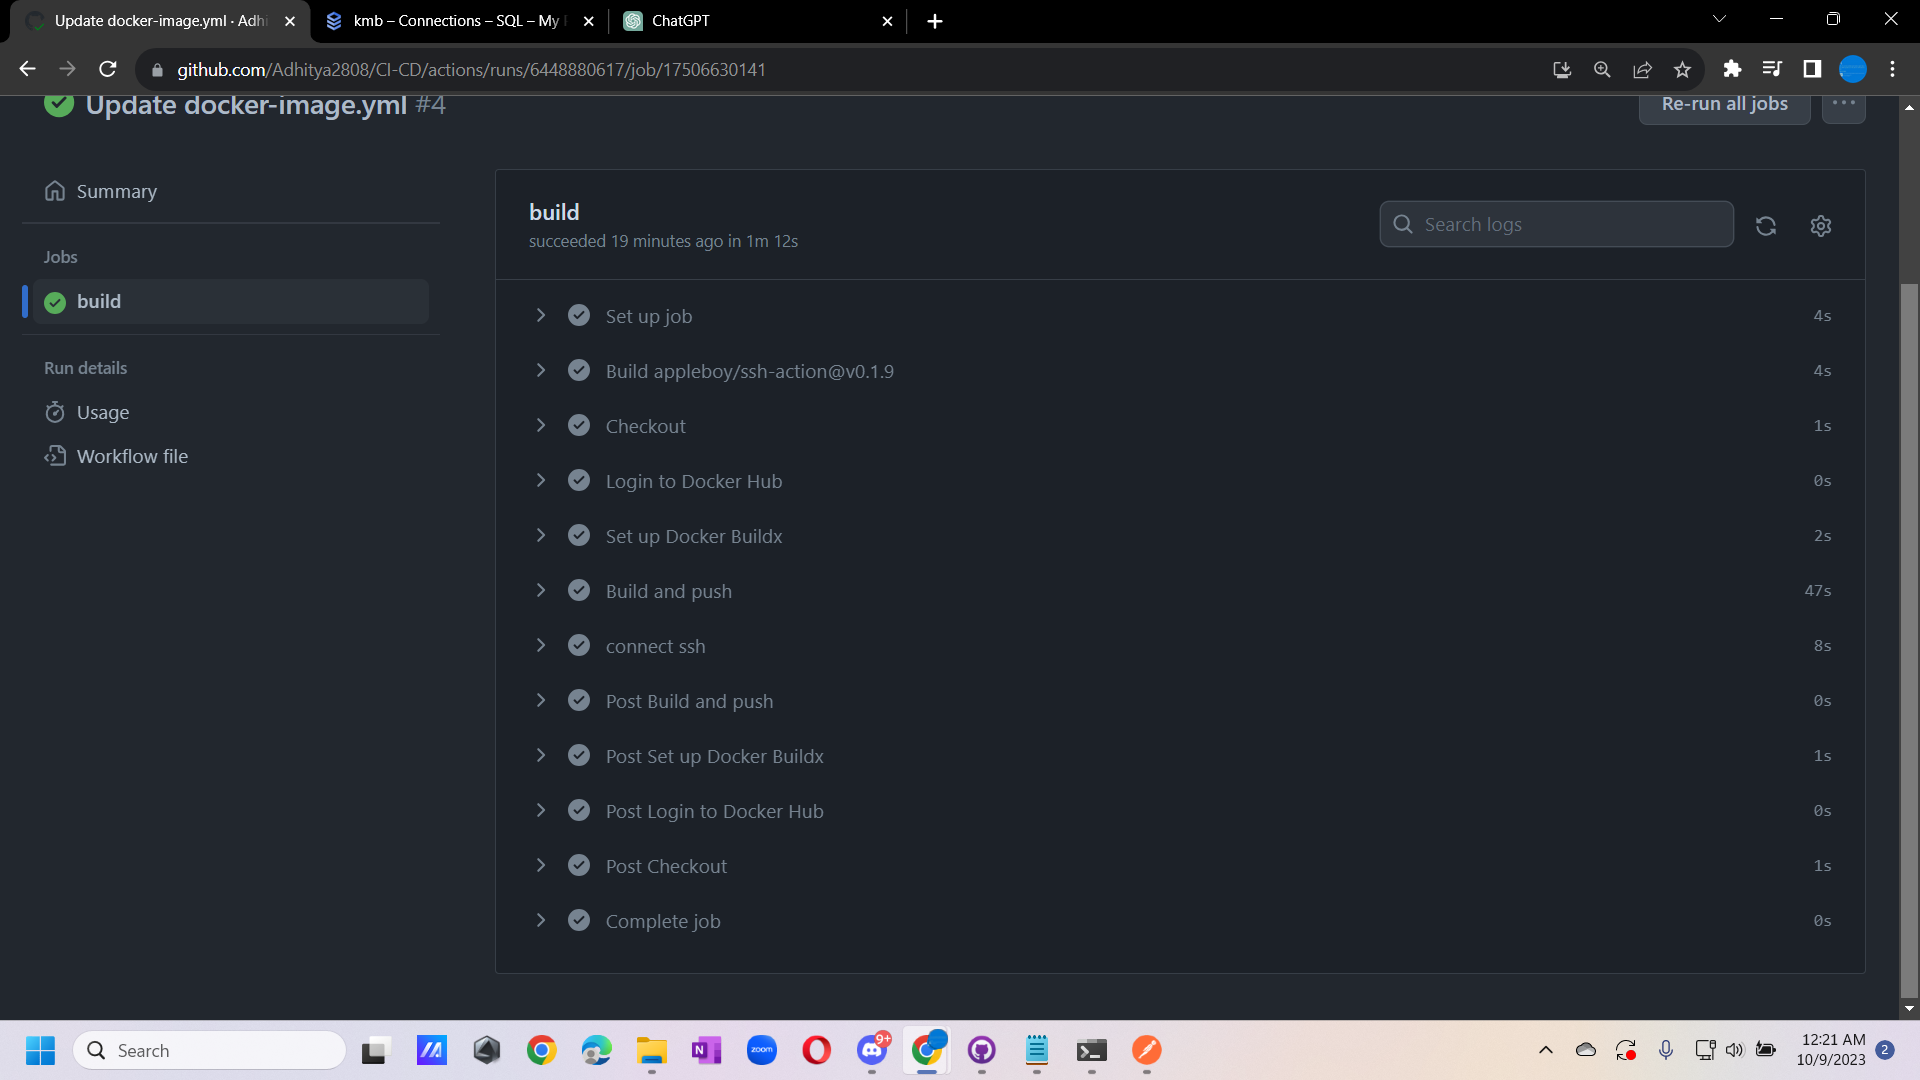 Update docker-image.yml · Adhi
kmb – Connections – SQL – My
ChatGPT
github.com/Adhitya2808/CI-CD/actions/runs/6448880617/job/17506630141
Update docker-image.yml #4
Re-run all jobs
Summary
Jobs
build
Run details
Usage
Workflow file
build
succeeded 19 minutes ago in 1m 12s
Search logs
Set up job 4s
Build appleboy/ssh-action@v0.1.9 4s
Checkout 1s
Login to Docker Hub 0s
Set up Docker Buildx 2s
Build and push 47s
connect ssh 8s
Post Build and push 0s
Post Set up Docker Buildx 1s
Post Login to Docker Hub 0s
Post Checkout 1s
Complete job 0s
Search
N
zoom
9+
12:21 AM
10/9/2023
2